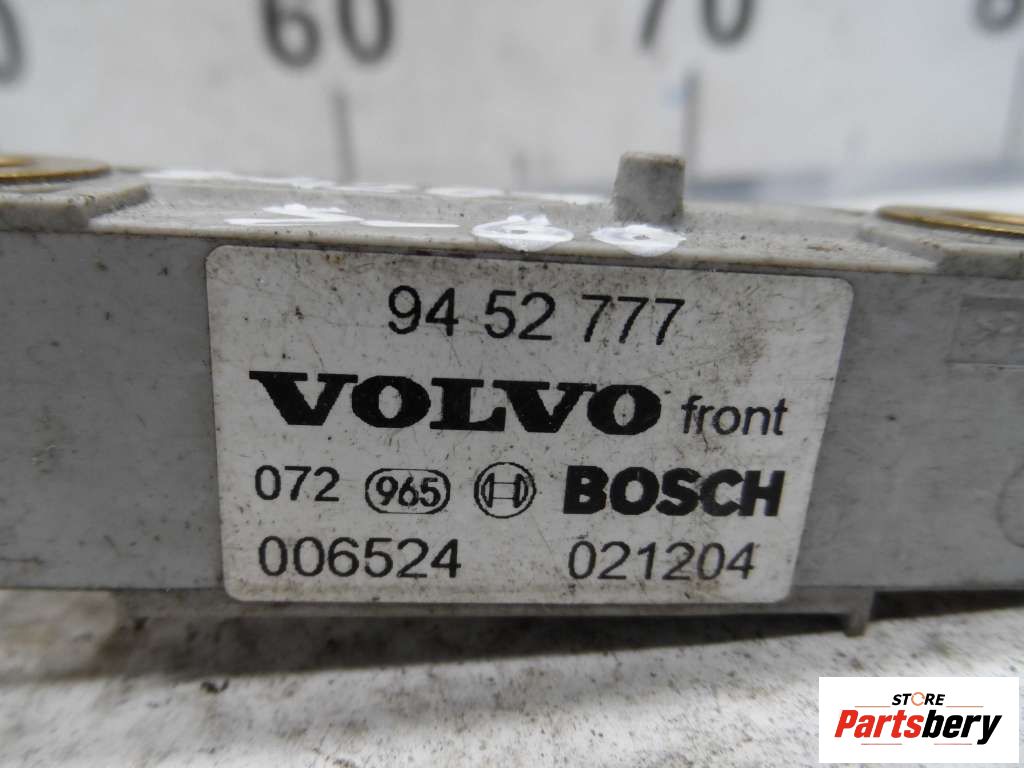 60 70
94 52 777
VOLVO front
072 965 BOSCH
006524 021204
STORE
Partsbery